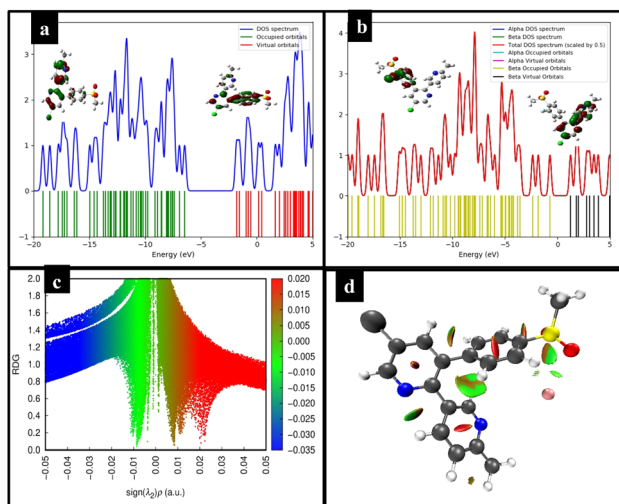 a
DOS spectrum
Occupied orbitals
Virtual orbitals
3
2
1
0
−1
−20 −15 −10 −5 0 5
Energy (eV)
b
Alpha DOS spectrum
Beta DOS spectrum
Total DOS spectrum (scaled by 0.5)
Alpha Occupied orbitals
Alpha Virtual orbitals
Beta Occupied Orbitals
Beta Virtual Orbitals
4
3
2
1
0
−1
−20 −15 −10 −5 0 5
Energy (eV)
c
RDG
2.0
1.8
1.6
1.4
1.2
1.0
0.8
0.6
0.4
0.2
0.0
−0.05 −0.04 −0.03 −0.02 −0.01 0.00 0.01 0.02 0.03 0.04 0.05
sign(λ2)ρ (a.u.)
0.020
0.015
0.010
0.005
0.000
−0.005
−0.010
−0.015
−0.020
−0.025
−0.030
−0.035
d